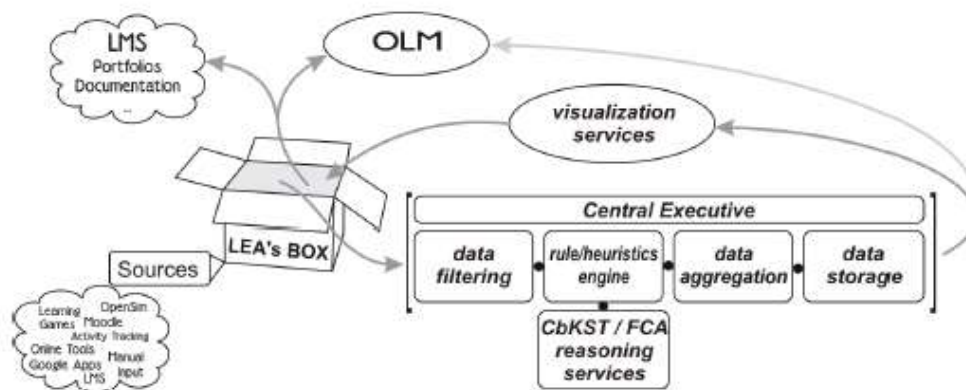 LMS
Portfolios
Documentation
...
OLM
visualization
services
LEA's BOX
Sources
Learning
Games
OpenSim
Moodle
Activity Tracking
Online Tools
Google Apps
Manual
Input
LMS
Central Executive
data
filtering
rule/heuristics
engine
data
aggregation
data
storage
CbKST / FCA
reasoning
services